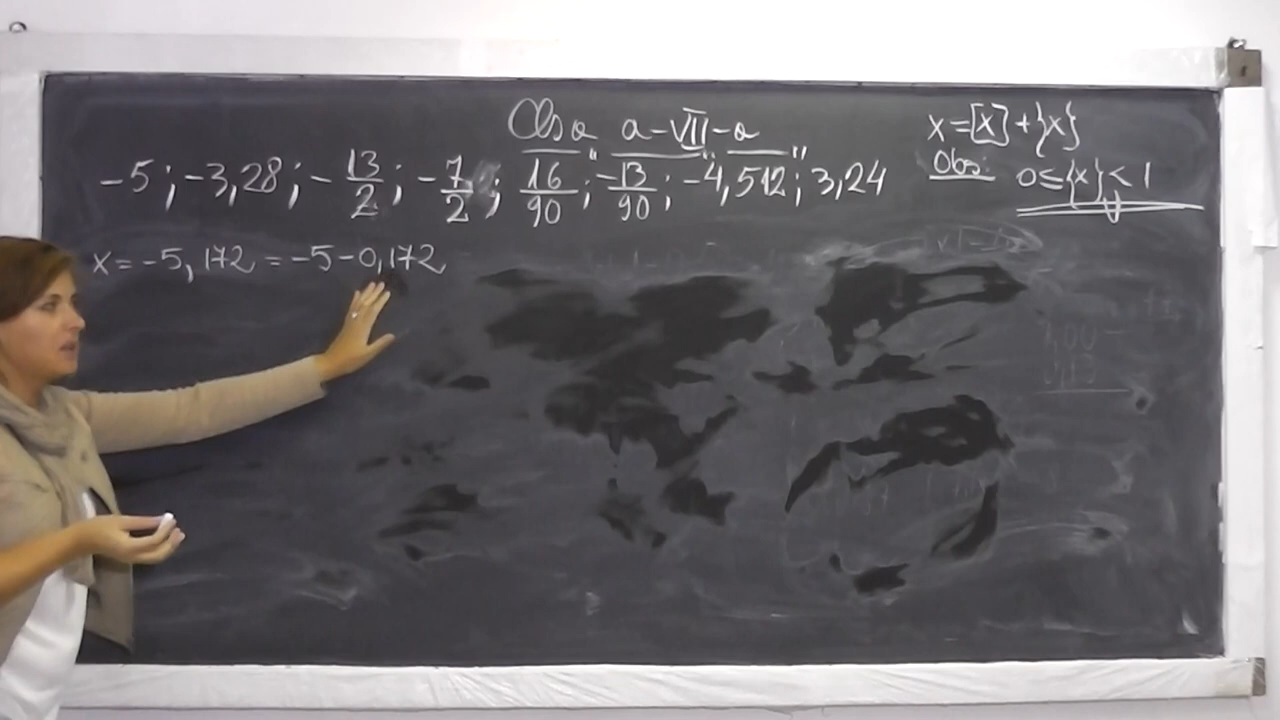 Clsa a-VII-a
-5; -3,28; -13/2; -7/2; 16/90; -13/90; -4,512; 3,24
x = -5,172 = -5-0,172
x=[x]+{x}
Obs: 0≤{x}<1